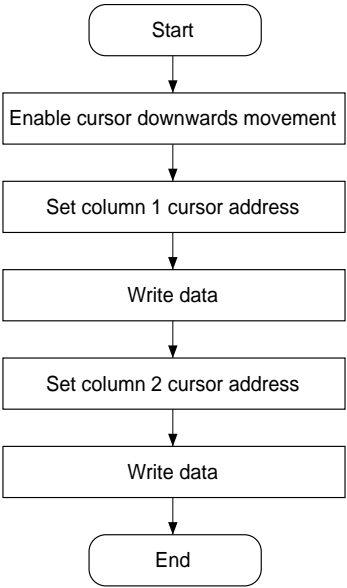 Start
Enable cursor downwards movement
Set column 1 cursor address
Write data
Set column 2 cursor address
Write data
End